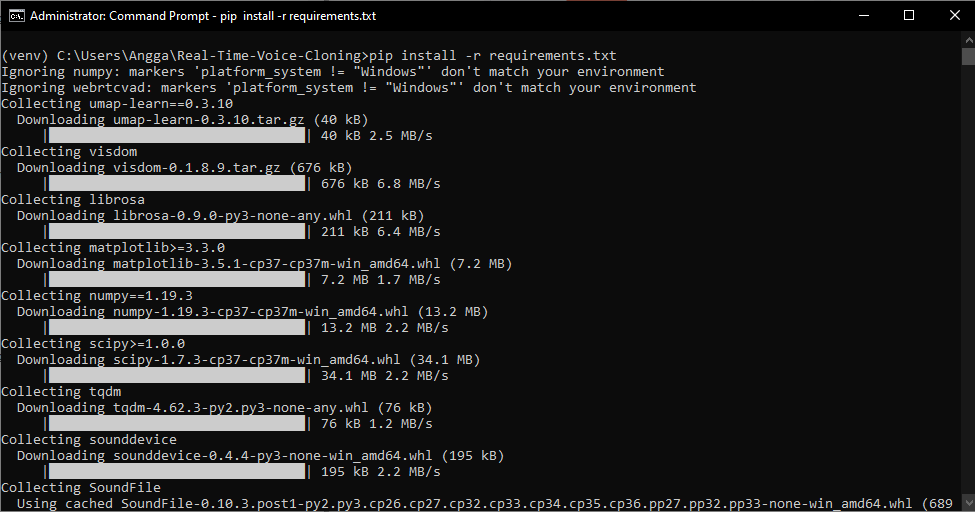 Administrator: Command Prompt - pip  install -r requirements.txt
(venv) C:\Users\Angga\Real-Time-Voice-Cloning>pip install -r requirements.txt
Ignoring numpy: markers 'platform_system != "Windows"' don't match your environment
Ignoring webrtcvad: markers 'platform_system != "Windows"' don't match your environment
Collecting umap-learn==0.3.10
  Downloading umap-learn-0.3.10.tar.gz (40 kB)
     |████████████████████████████████| 40 kB 2.5 MB/s
Collecting visdom
  Downloading visdom-0.1.8.9.tar.gz (676 kB)
     |████████████████████████████████| 676 kB 6.8 MB/s
Collecting librosa
  Downloading librosa-0.9.0-py3-none-any.whl (211 kB)
     |████████████████████████████████| 211 kB 6.4 MB/s
Collecting matplotlib>=3.3.0
  Downloading matplotlib-3.5.1-cp37-cp37m-win_amd64.whl (7.2 MB)
     |████████████████████████████████| 7.2 MB 1.7 MB/s
Collecting numpy==1.19.3
  Downloading numpy-1.19.3-cp37-cp37m-win_amd64.whl (13.2 MB)
     |████████████████████████████████| 13.2 MB 2.2 MB/s
Collecting scipy>=1.0.0
  Downloading scipy-1.7.3-cp37-cp37m-win_amd64.whl (34.1 MB)
     |████████████████████████████████| 34.1 MB 2.2 MB/s
Collecting tqdm
  Downloading tqdm-4.62.3-py2.py3-none-any.whl (76 kB)
     |████████████████████████████████| 76 kB 1.2 MB/s
Collecting sounddevice
  Downloading sounddevice-0.4.4-py3-none-win_amd64.whl (195 kB)
     |████████████████████████████████| 195 kB 2.2 MB/s
Collecting SoundFile
  Using cached SoundFile-0.10.3.post1-py2.py3.cp26.cp27.cp32.cp33.cp34.cp35.cp36.pp27.pp32.pp33-none-win_amd64.whl (689